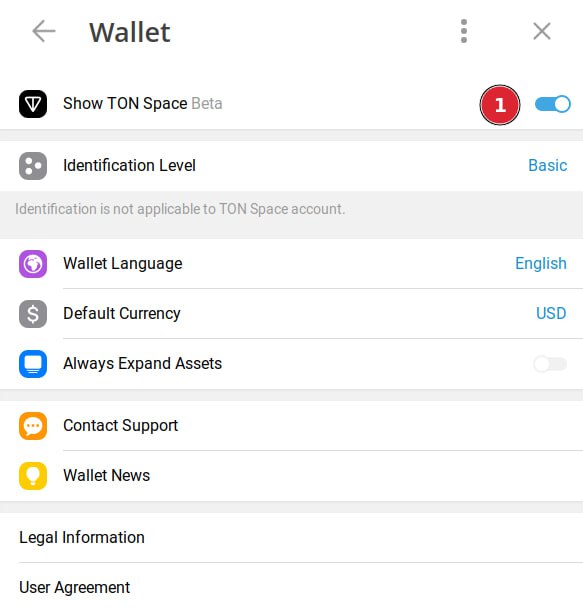 Wallet
Show TON Space Beta
1
Identification Level
Basic
Identification is not applicable to TON Space account.
Wallet Language
English
Default Currency
USD
Always Expand Assets
Contact Support
Wallet News
Legal Information
User Agreement